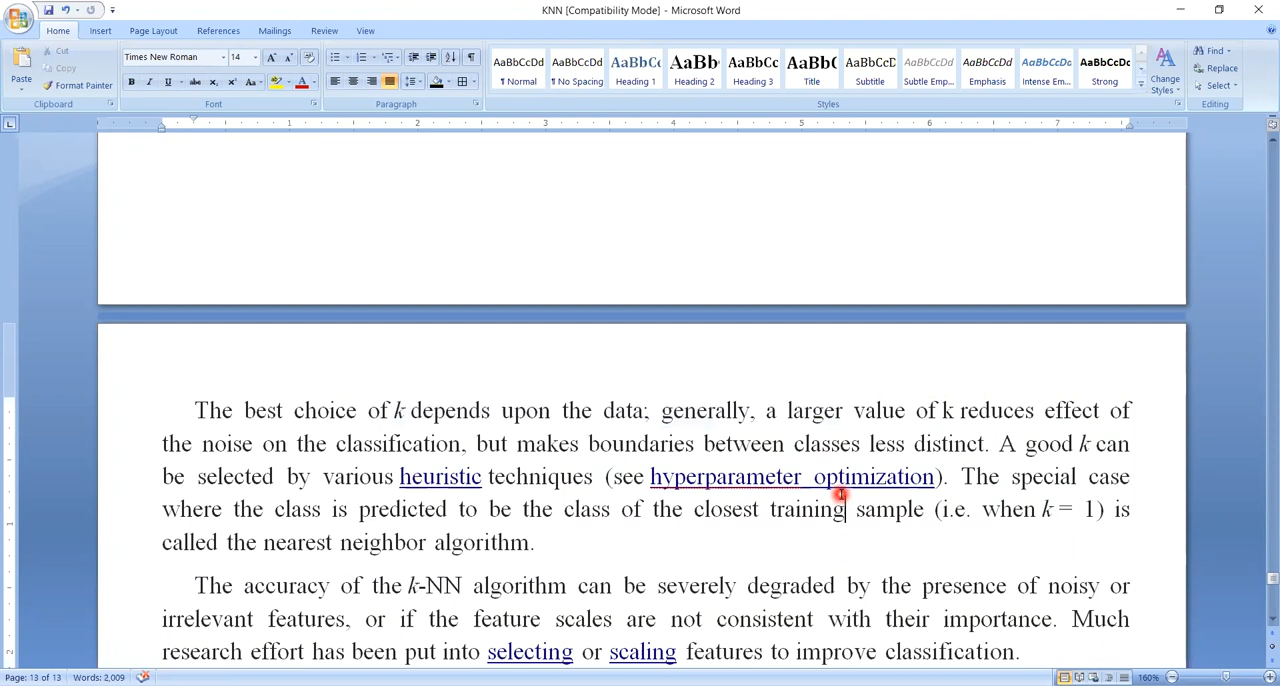 KNN [Compatibility Mode] - Microsoft Word
Home Insert Page Layout References Mailings Review View
Paste Cut Copy Format Painter
Times New Roman 14
AaBbCcDd AaBbCcDd AaBbCc AaBbC AaBbCc AaBb( AaBbCcD AaBbCcDd AaBbCcDd AaBbCcDd AaBbCcDc
¶ Normal ¶ No Spacing Heading 1 Heading 2 Heading 3 Title Subtitle Subtle Emp... Emphasis Intense Em... Strong
Change Styles
Find Replace Select
Clipboard Font Paragraph Styles Editing
1 2 3 4 5 6 7
The best choice of k depends upon the data; generally, a larger value of k reduces effect of
the noise on the classification, but makes boundaries between classes less distinct. A good k can
be selected by various heuristic techniques (see hyperparameter optimization). The special case
where the class is predicted to be the class of the closest training sample (i.e. when k = 1) is
called the nearest neighbor algorithm.
The accuracy of the k-NN algorithm can be severely degraded by the presence of noisy or
irrelevant features, or if the feature scales are not consistent with their importance. Much
research effort has been put into selecting or scaling features to improve classification.
Page: 13 of 13 Words: 2,009 160%